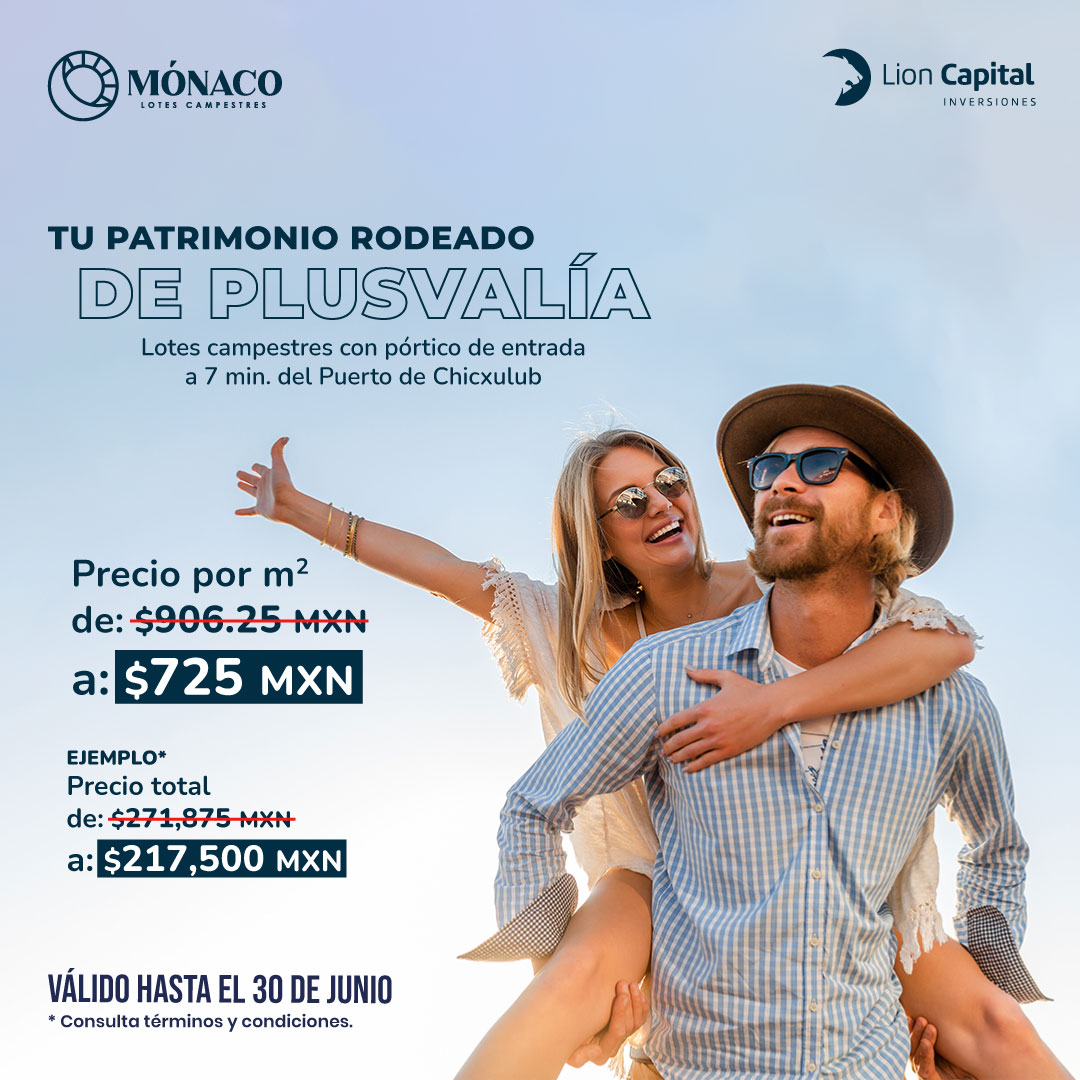 MÓNACO
LOTES CAMPESTRES
Lion Capital
INVERSIONES
TU PATRIMONIO RODEADO
DE PLUSVALÍA
Lotes campestres con pórtico de entrada
a 7 min. del Puerto de Chicxulub
Precio por m²
de: $906.25 MXN
a: $725 MXN
EJEMPLO*
Precio total
de: $271,875 MXN
a: $217,500 MXN
VÁLIDO HASTA EL 30 DE JUNIO
* Consulta términos y condiciones.